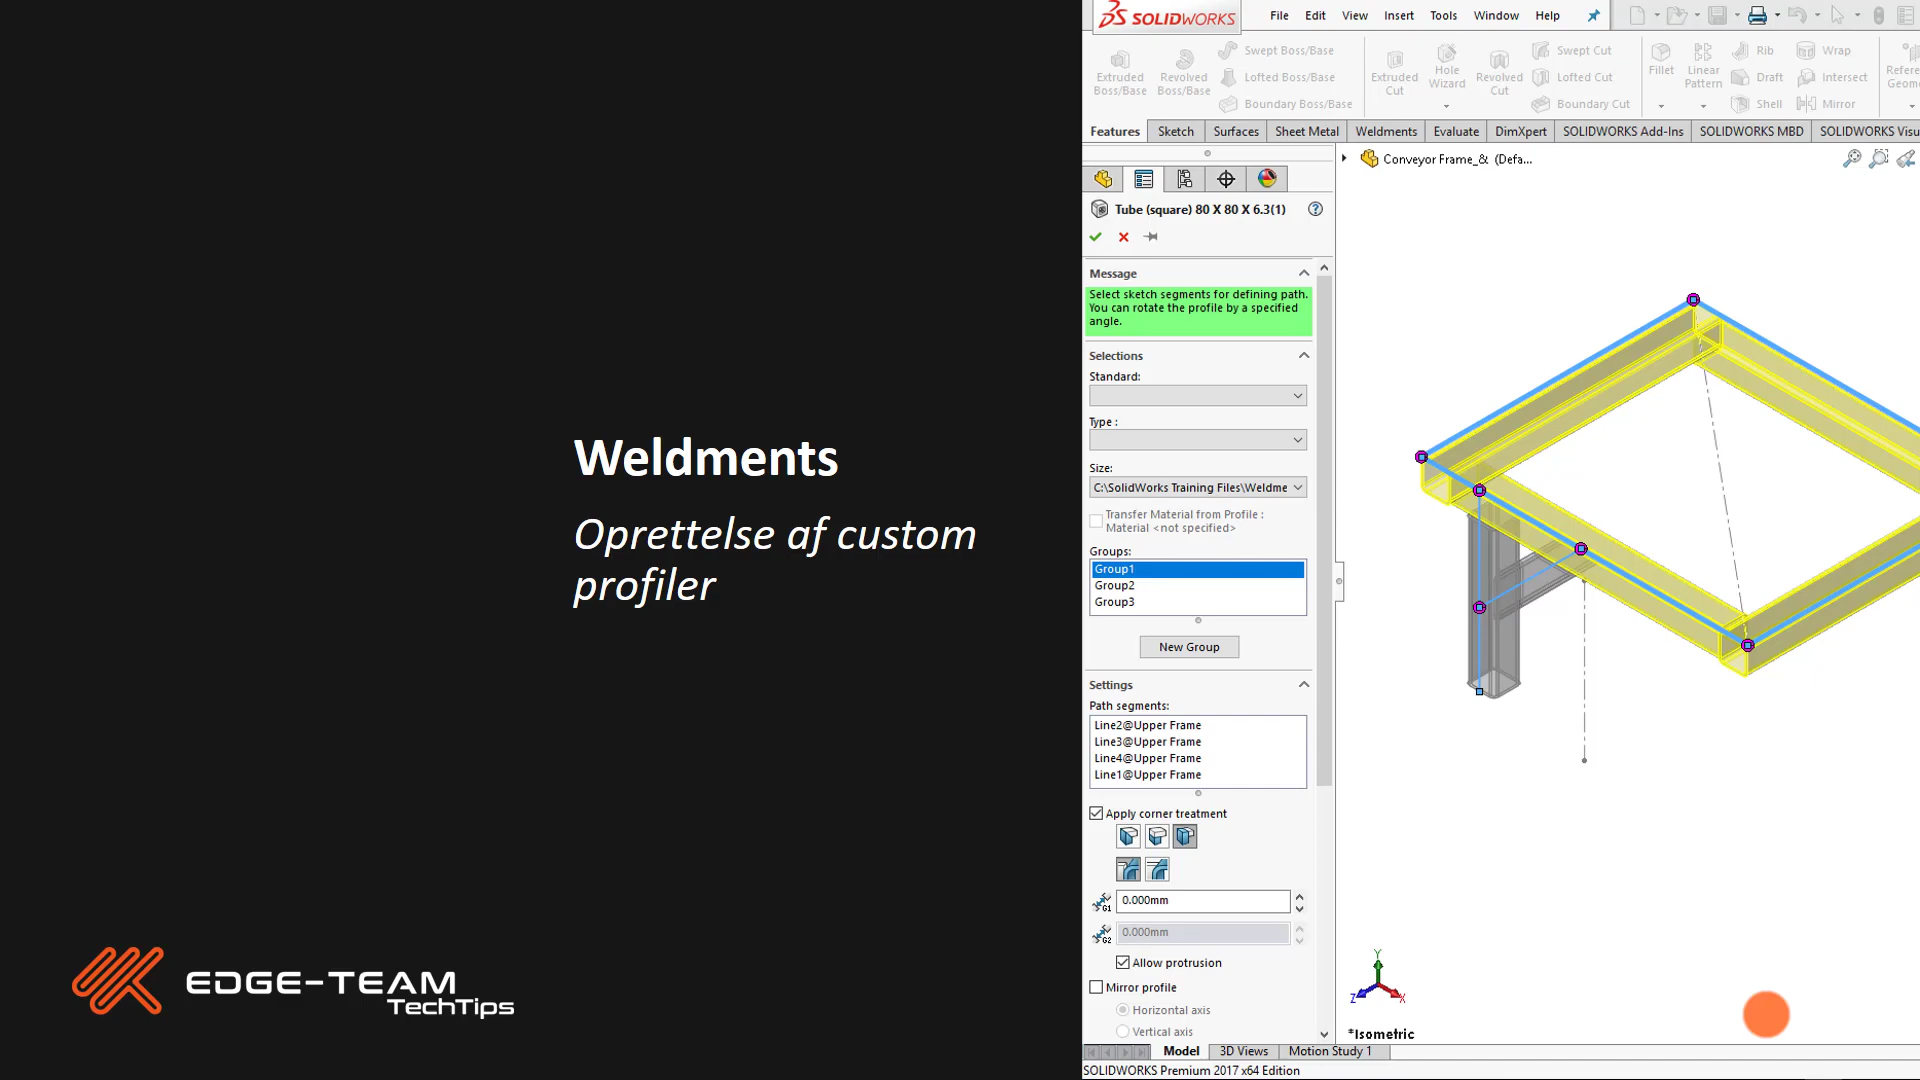 Weldments
Oprettelse af custom
profiler
EDGE-TEAM
TechTips
SOLIDWORKS
File Edit View Insert Tools Window Help
Extruded Boss/Base
Revolved Boss/Base
Swept Boss/Base
Lofted Boss/Base
Boundary Boss/Base
Extruded Cut
Hole Wizard
Revolved Cut
Swept Cut
Lofted Cut
Boundary Cut
Fillet
Linear Pattern
Rib
Draft
Shell
Wrap
Intersect
Mirror
Refere
Geom
Features Sketch Surfaces Sheet Metal Weldments Evaluate DimXpert SOLIDWORKS Add-Ins SOLIDWORKS MBD SOLIDWORKS Visu
Conveyor Frame_& (Defa...
Tube (square) 80 X 80 X 6.3(1)
Message
Select sketch segments for defining path.
You can rotate the profile by a specified
angle.
Selections
Standard:
Type :
Size:
C:\SolidWorks Training Files\Weldme
Transfer Material from Profile :
Material <not specified>
Groups:
Group1
Group2
Group3
New Group
Settings
Path segments:
Line2@Upper Frame
Line3@Upper Frame
Line4@Upper Frame
Line1@Upper Frame
Apply corner treatment
G1 0.000mm
G2 0.000mm
Allow protrusion
Mirror profile
Horizontal axis
Vertical axis
Y
Z X
*Isometric
Model 3D Views Motion Study 1
SOLIDWORKS Premium 2017 x64 Edition